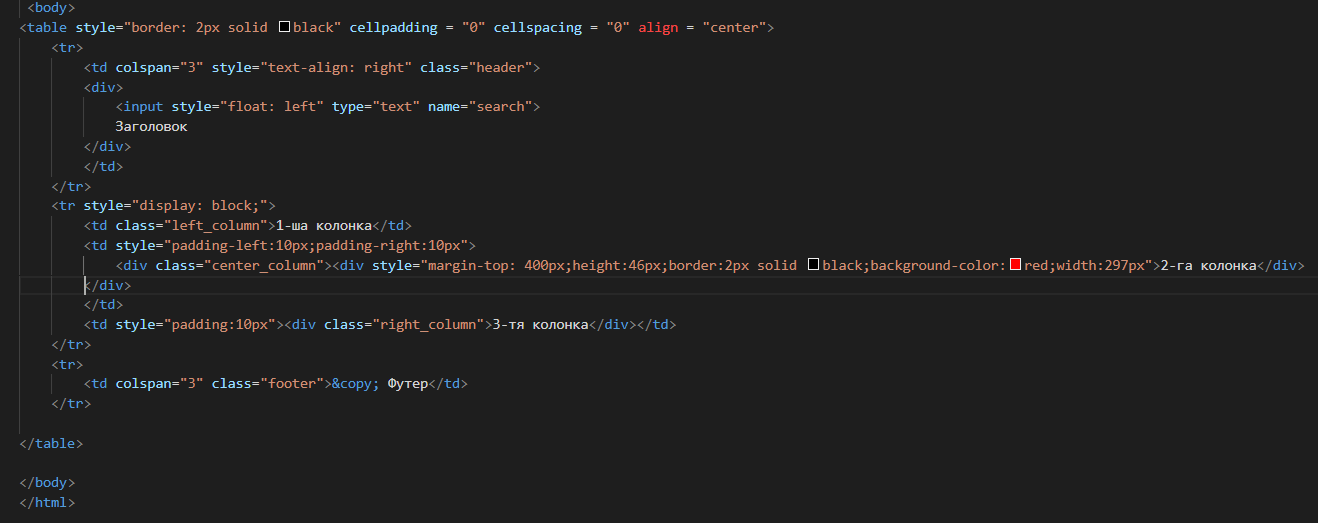 <body>
<table style="border: 2px solid black" cellpadding = "0" cellspacing = "0" align = "center">
<tr>
<td colspan="3" style="text-align: right" class="header">
<div>
<input style="float: left" type="text" name="search">
Заголовок
</div>
</td>
</tr>
<tr style="display: block;">
<td class="left_column">1-ша колонка</td>
<td style="padding-left:10px;padding-right:10px">
<div class="center_column"><div style="margin-top: 400px;height:46px;border:2px solid black;background-color:red;width:297px">2-га колонка</div>
</div>
</td>
<td style="padding:10px"><div class="right_column">3-тя колонка</div></td>
</tr>
<tr>
<td colspan="3" class="footer">&copy; Футер</td>
</tr>
</table>
</body>
</html>